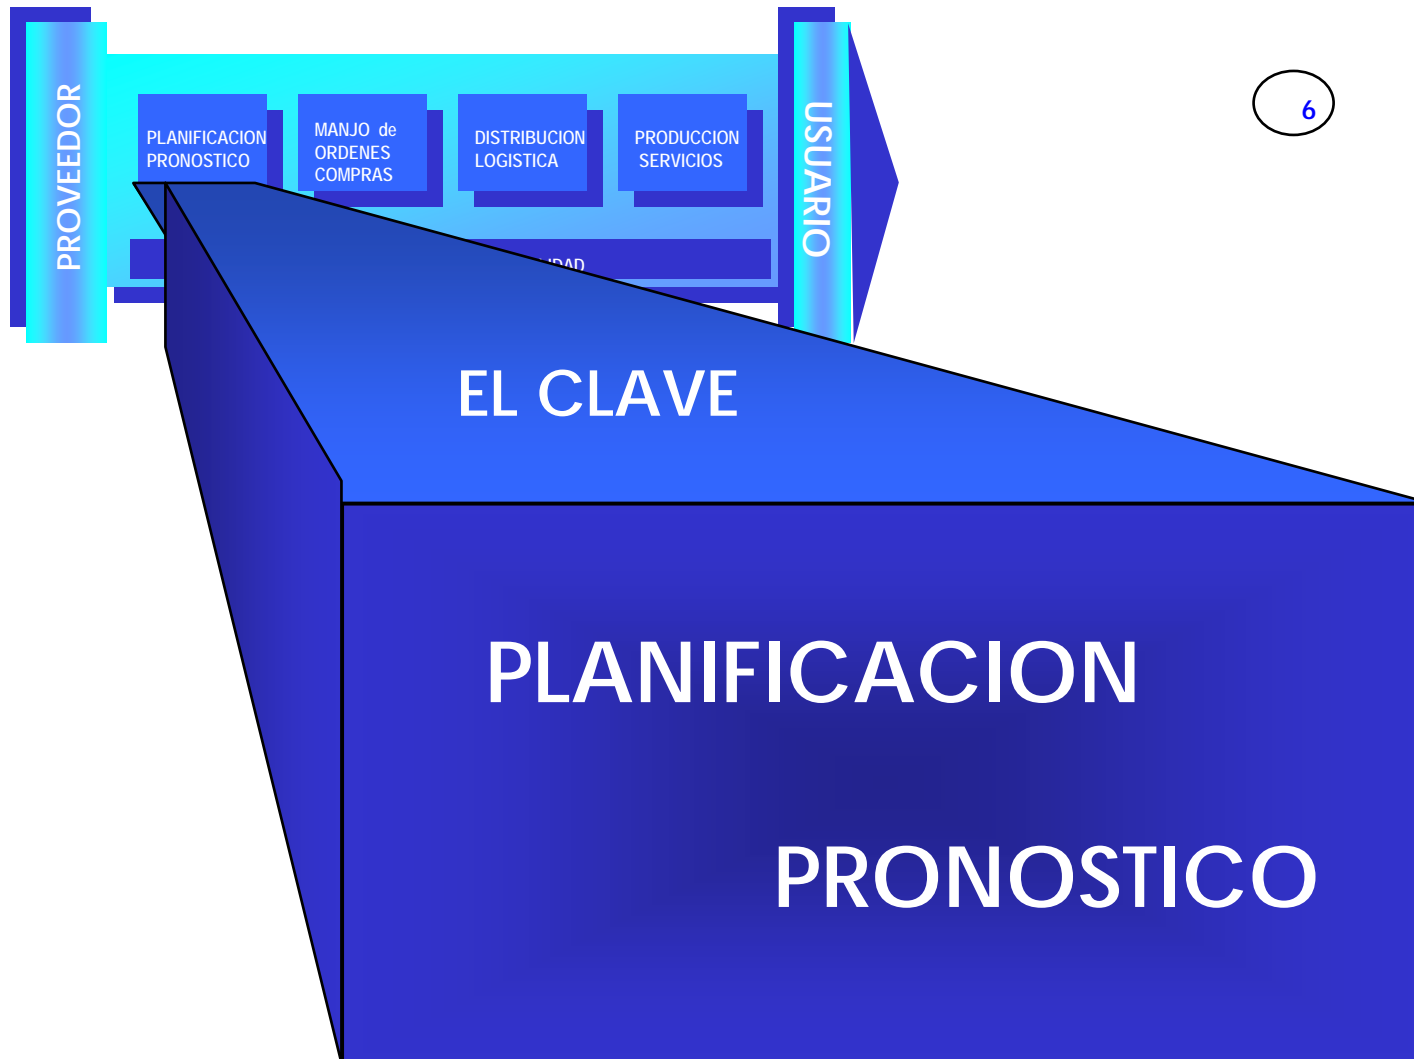 PROVEEDOR
PLANIFICACION
PRONOSTICO
MANJO de
ORDENES
COMPRAS
DISTRIBUCION
LOGISTICA
PRODUCCION
SERVICIOS
USUARIO
6
EL CLAVE
PLANIFICACION
PRONOSTICO